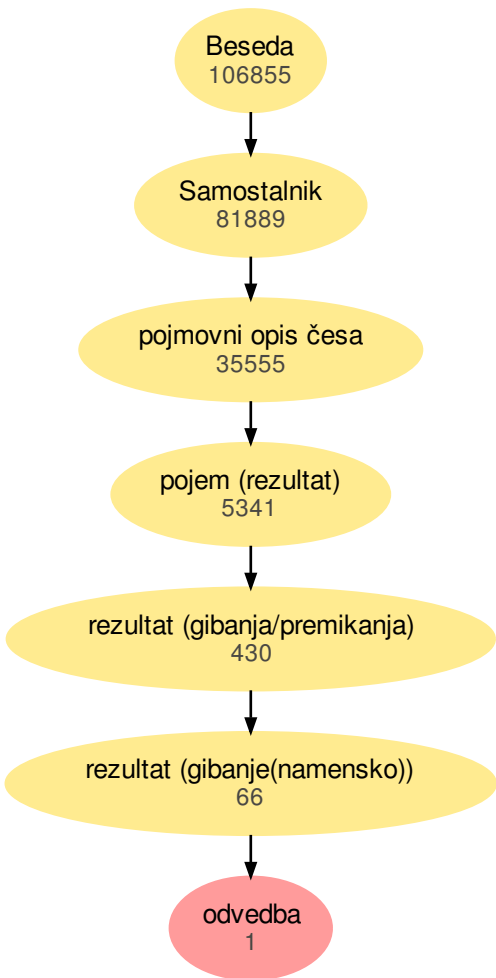 Beseda
106855
Samostalnik
81889
pojmovni opis česa
35555
pojem (rezultat)
5341
rezultat (gibanja/premikanja)
430
rezultat (gibanje(namensko))
66
odvedba
1